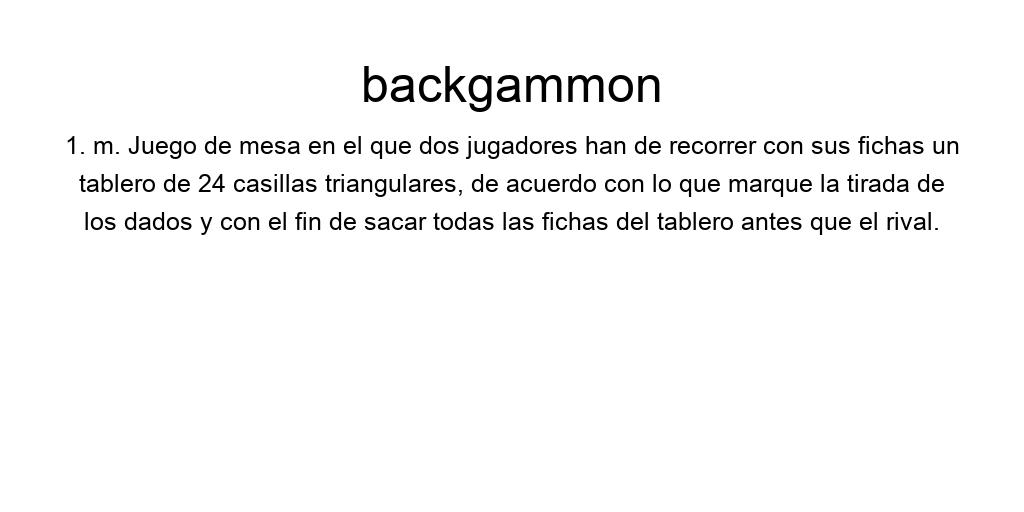 backgammon
1. m. Juego de mesa en el que dos jugadores han de recorrer con sus fichas un
tablero de 24 casillas triangulares, de acuerdo con lo que marque la tirada de
los dados y con el fin de sacar todas las fichas del tablero antes que el rival.